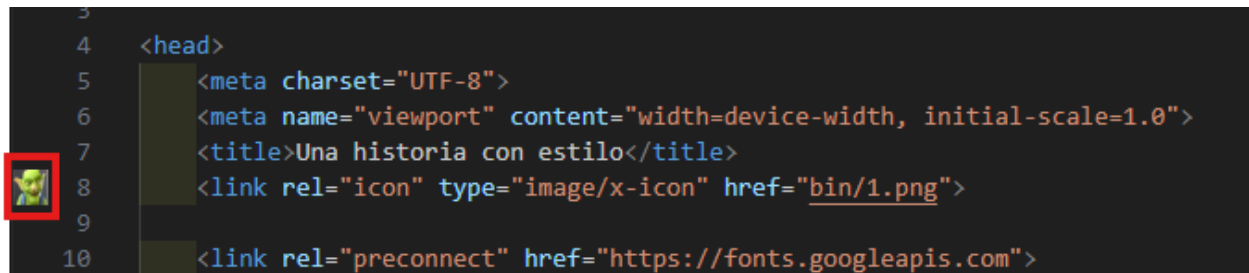 3
4 <head>
5 <meta charset="UTF-8">
6 <meta name="viewport" content="width=device-width, initial-scale=1.0">
7 <title>Una historia con estilo</title>
8 <link rel="icon" type="image/x-icon" href="bin/1.png">
9
10 <link rel="preconnect" href="https://fonts.googleapis.com">